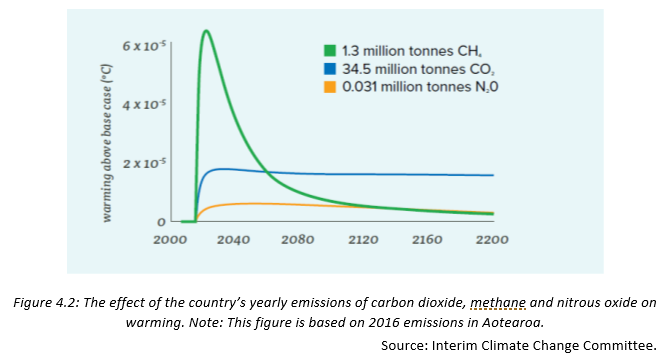 6 x 10⁻⁵
4 x 10⁻⁵
2 x 10⁻⁵
0
warming above base case (°C)
1.3 million tonnes CH₄
34.5 million tonnes CO₂
0.031 million tonnes N₂O
2000 2040 2080 2120 2160 2200
Figure 4.2: The effect of the country's yearly emissions of carbon dioxide, methane and nitrous oxide on
warming. Note: This figure is based on 2016 emissions in Aotearoa.
Source: Interim Climate Change Committee.